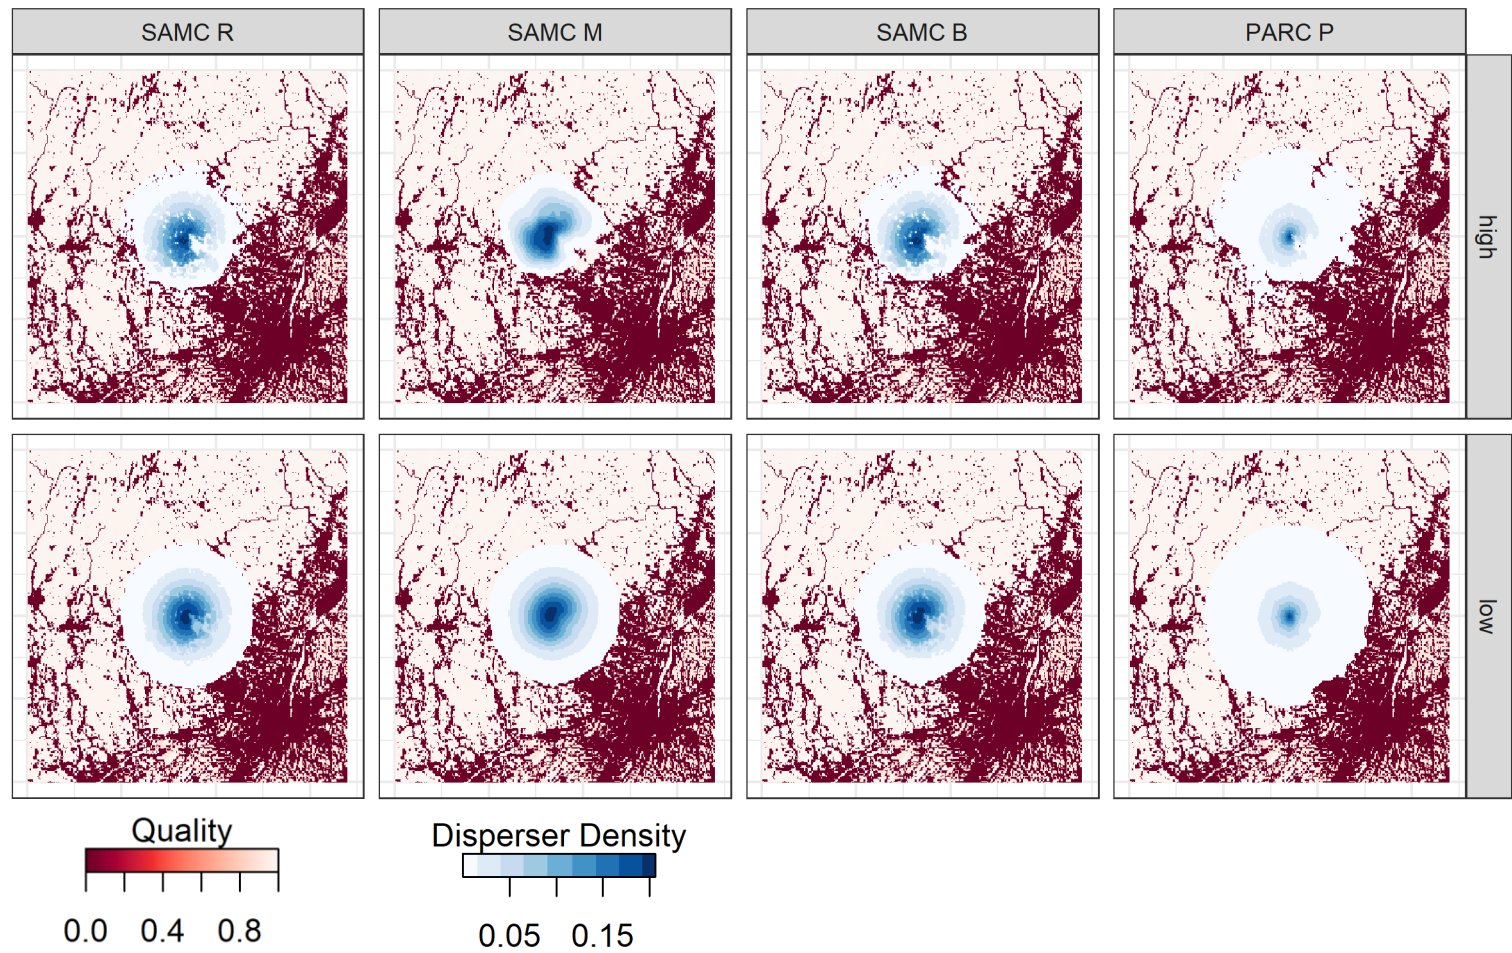 SAMC R SAMC M SAMC B PARC P
high
low
Quality
0.0 0.4 0.8
Disperser Density
0.05 0.15